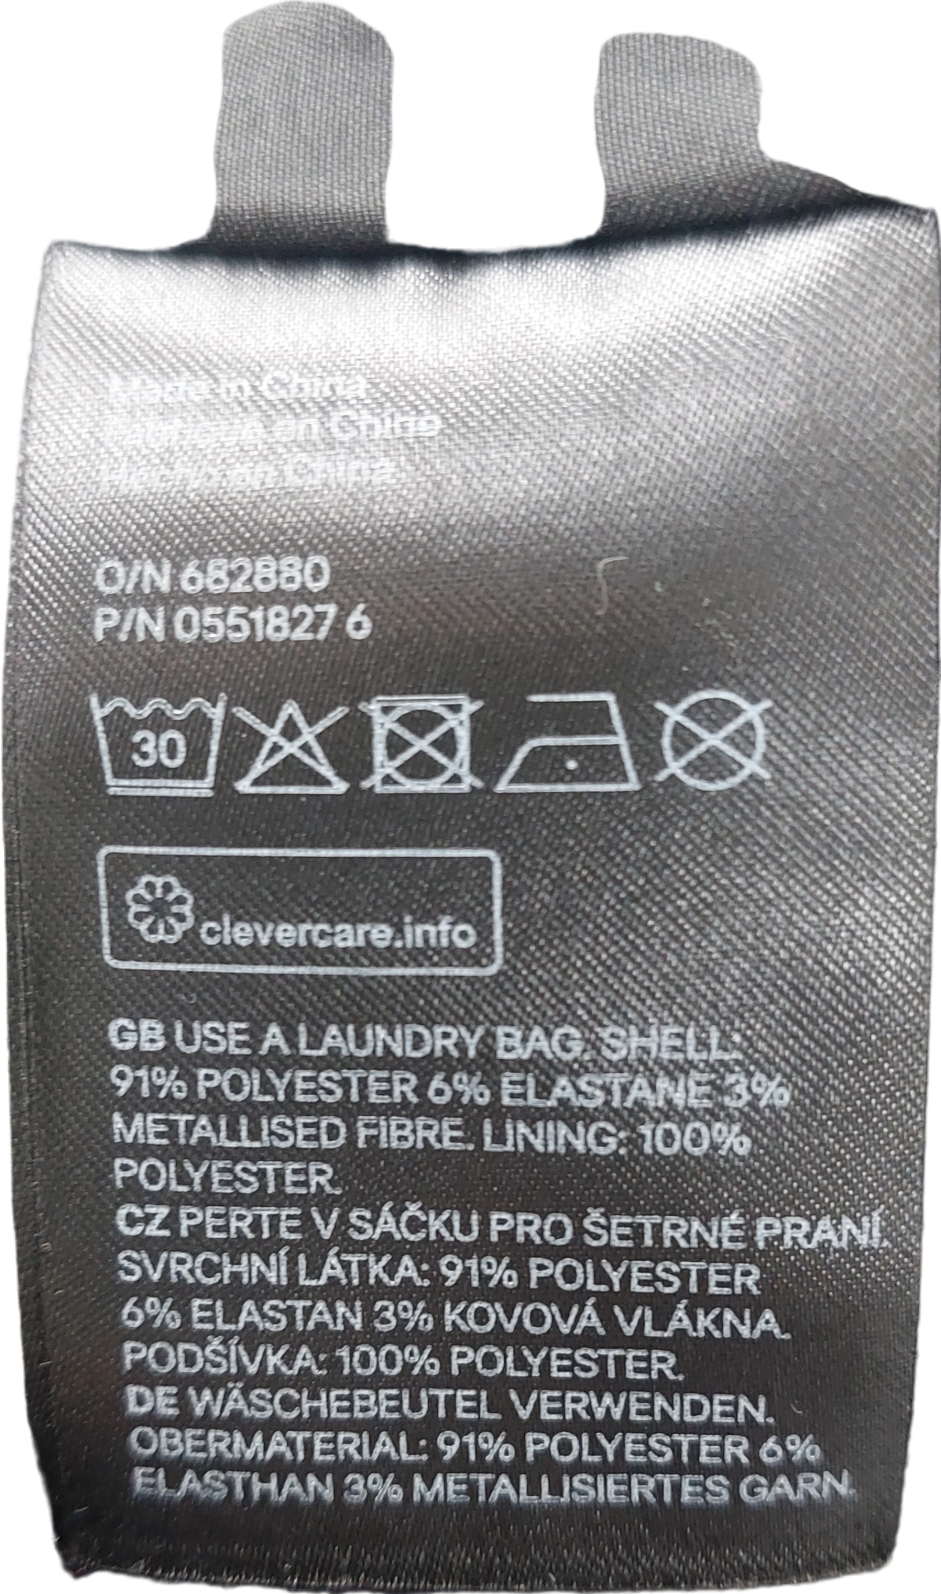 Made in China
Fabriqué en Chine
Hecho en China
O/N 682880
P/N 0551827 6
30
clevercare.info
GB USE A LAUNDRY BAG. SHELL:
91% POLYESTER 6% ELASTANE 3%
METALLISED FIBRE. LINING: 100%
POLYESTER.
CZ PERTE V SÁČKU PRO ŠETRNÉ PRANÍ.
SVRCHNÍ LÁTKA: 91% POLYESTER
6% ELASTAN 3% KOVOVÁ VLÁKNA.
PODŠÍVKA: 100% POLYESTER.
DE WÄSCHEBEUTEL VERWENDEN.
OBERMATERIAL: 91% POLYESTER 6%
ELASTHAN 3% METALLISIERTES GARN.